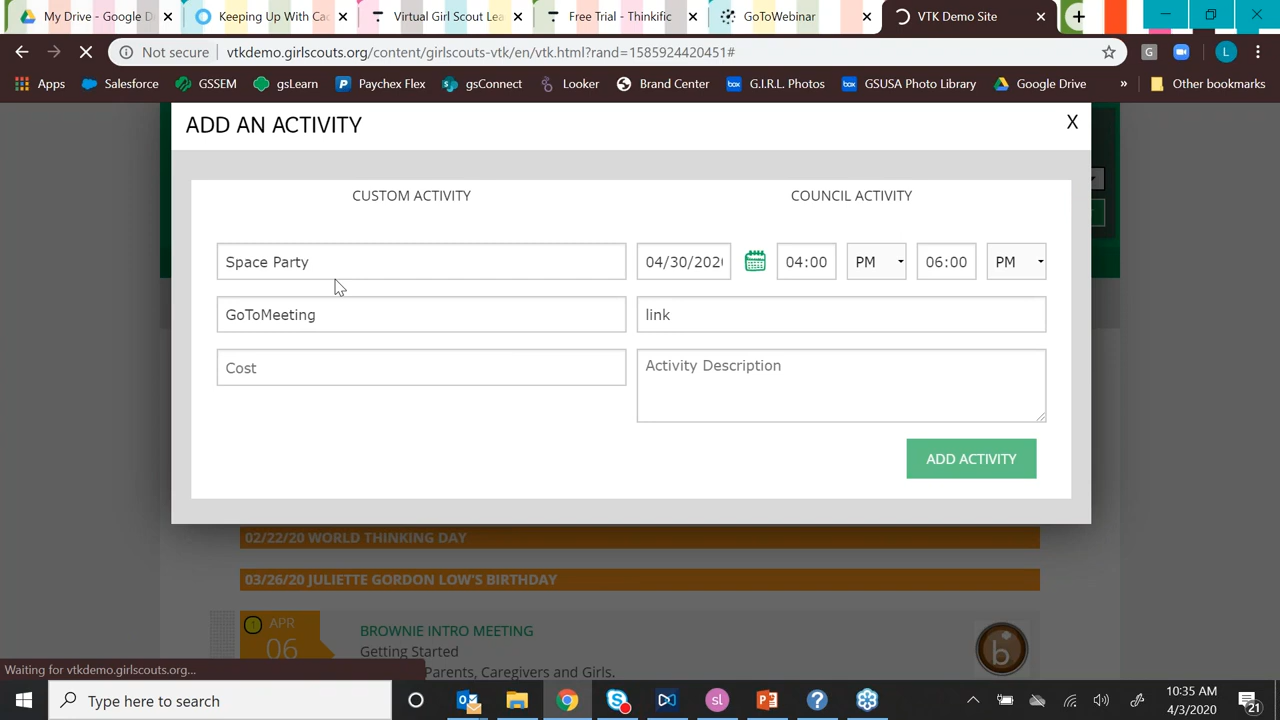 My Drive - Google D
Keeping Up With Cad
Virtual Girl Scout Lea
Free Trial - Thinkific
GoToWebinar
VTK Demo Site
Not secure
vtkdemo.girlscouts.org/content/girlscouts-vtk/en/vtk.html?rand=1585924420451#
G
L
Apps
Salesforce
GSSEM
gsLearn
Paychex Flex
gsConnect
Looker
Brand Center
G.I.R.L. Photos
GSUSA Photo Library
Google Drive
»
Other bookmarks
ADD AN ACTIVITY
X
CUSTOM ACTIVITY
COUNCIL ACTIVITY
Space Party
04/30/202
04:00
PM
06:00
PM
GoToMeeting
link
Cost
Activity Description
ADD ACTIVITY
02/22/20 WORLD THINKING DAY
03/26/20 JULIETTE GORDON LOW'S BIRTHDAY
APR
06
BROWNIE INTRO MEETING
Getting Started
Parents, Caregivers and Girls.
b
Waiting for vtkdemo.girlscouts.org...
Type here to search
10:35 AM
4/3/2020
21